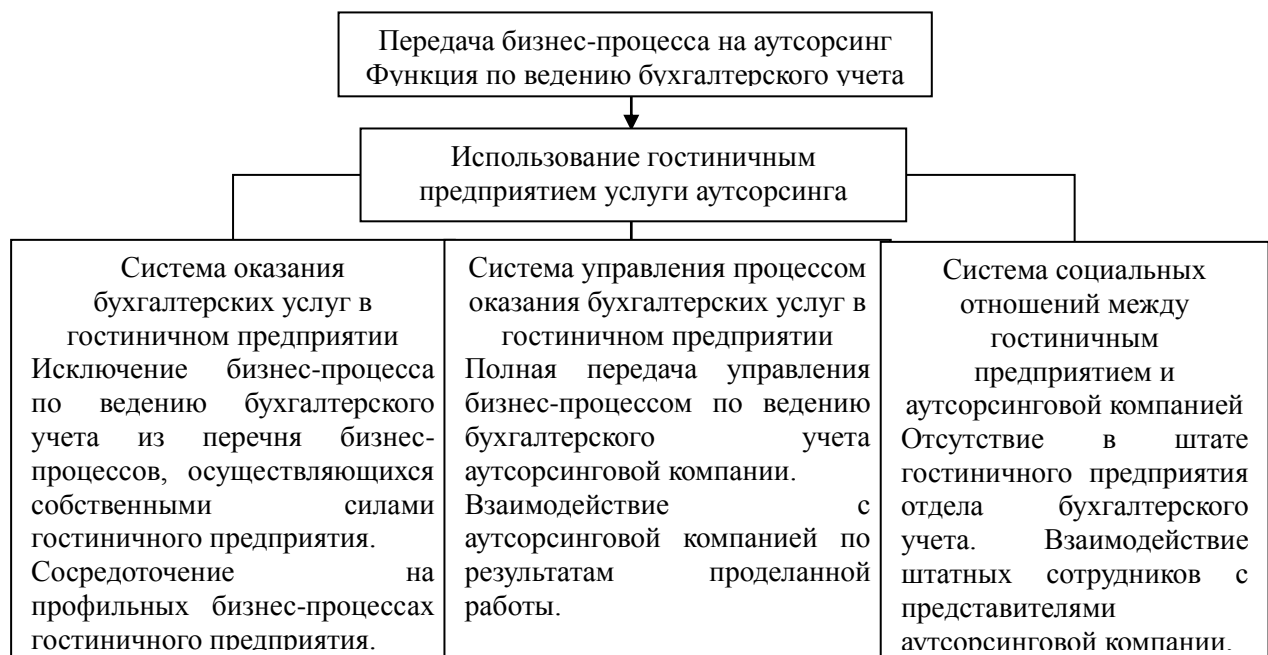 Передача бизнес-процесса на аутсорсинг
Функция по ведению бухгалтерского учета
Использование гостиничным
предприятием услуги аутсорсинга
Система оказания
бухгалтерских услуг в
гостиничном предприятии
Исключение бизнес-процесса
по ведению бухгалтерского
учета из перечня бизнес-
процессов, осуществляющихся
собственными силами
гостиничного предприятия.
Сосредоточение на
профильных бизнес-процессах
гостиничного предприятия.
Система управления процессом
оказания бухгалтерских услуг в
гостиничном предприятии
Полная передача управления
бизнес-процессом по ведению
бухгалтерского учета
аутсорсинговой компании.
Взаимодействие с
аутсорсинговой компанией по
результатам проделанной
работы.
Система социальных
отношений между
гостиничным
предприятием и
аутсорсинговой компанией
Отсутствие в штате
гостиничного предприятия
отдела бухгалтерского
учета. Взаимодействие
штатных сотрудников с
представителями
аутсорсинговой компании.